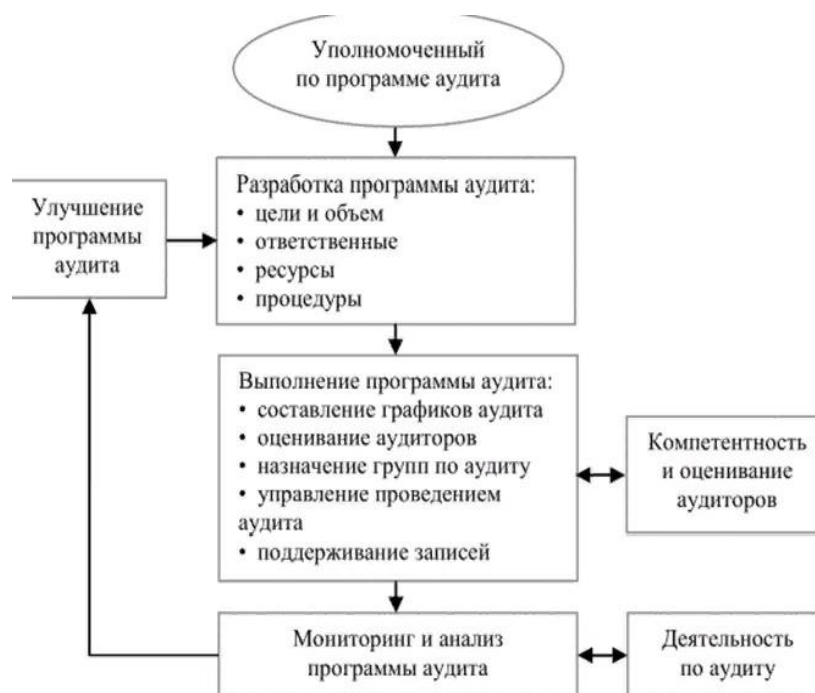 Уполномоченный
по программе аудита
Улучшение
программы
аудита
Разработка программы аудита:
• цели и объем
• ответственные
• ресурсы
• процедуры
Выполнение программы аудита:
• составление графиков аудита
• оценивание аудиторов
• назначение групп по аудиту
• управление проведением
аудита
• поддерживание записей
Компетентность
и оценивание
аудиторов
Мониторинг и анализ
программы аудита
Деятельность
по аудиту